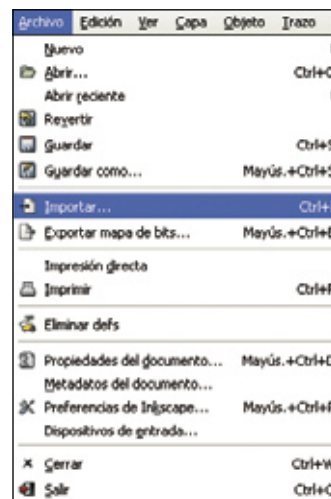 Archivo Edición Ver Capa Objeto Trazo
Nuevo
Abrir... Ctrl+O
Abrir reciente
Revertir
Guardar Ctrl+S
Guardar como... Mayús.+Ctrl+S
Importar... Ctrl+I
Exportar mapa de bits... Mayús.+Ctrl+E
Impresión directa
Imprimir Ctrl+P
Eliminar defs
Propiedades del documento... Mayús.+Ctrl+D
Metadatos del documento...
Preferencias de Inkscape... Mayús.+Ctrl+P
Dispositivos de entrada...
Cerrar Ctrl+W
Salir Ctrl+Q